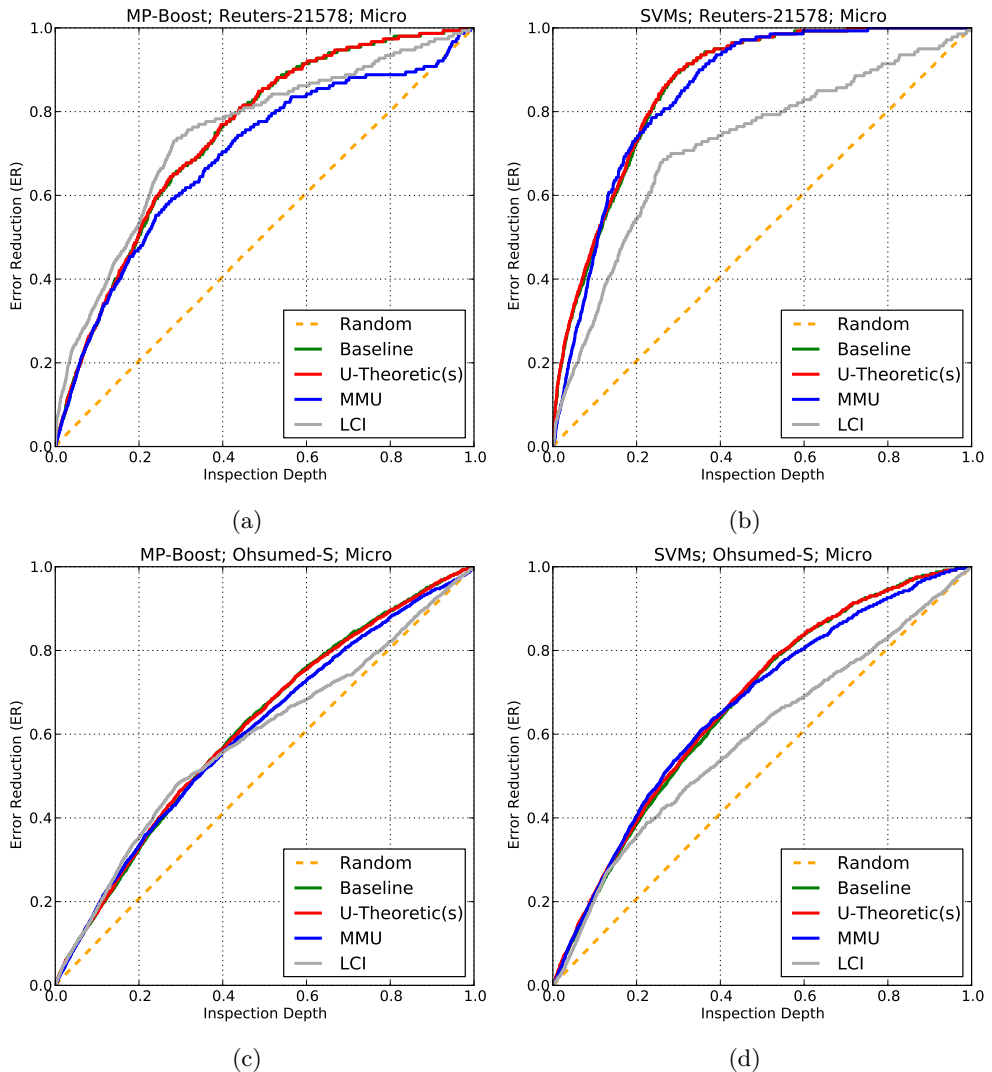 MP-Boost; Reuters-21578; Micro
Error Reduction (ER)
1.0
0.8
0.6
0.4
0.2
0.0
0.0 0.2 0.4 0.6 0.8 1.0
Inspection Depth
Random
Baseline
U-Theoretic(s)
MMU
LCI
(a)
SVMs; Reuters-21578; Micro
Error Reduction (ER)
1.0
0.8
0.6
0.4
0.2
0.0
0.0 0.2 0.4 0.6 0.8 1.0
Inspection Depth
Random
Baseline
U-Theoretic(s)
MMU
LCI
(b)
MP-Boost; Ohsumed-S; Micro
Error Reduction (ER)
1.0
0.8
0.6
0.4
0.2
0.0
0.0 0.2 0.4 0.6 0.8 1.0
Inspection Depth
Random
Baseline
U-Theoretic(s)
MMU
LCI
(c)
SVMs; Ohsumed-S; Micro
Error Reduction (ER)
1.0
0.8
0.6
0.4
0.2
0.0
0.0 0.2 0.4 0.6 0.8 1.0
Inspection Depth
Random
Baseline
U-Theoretic(s)
MMU
LCI
(d)